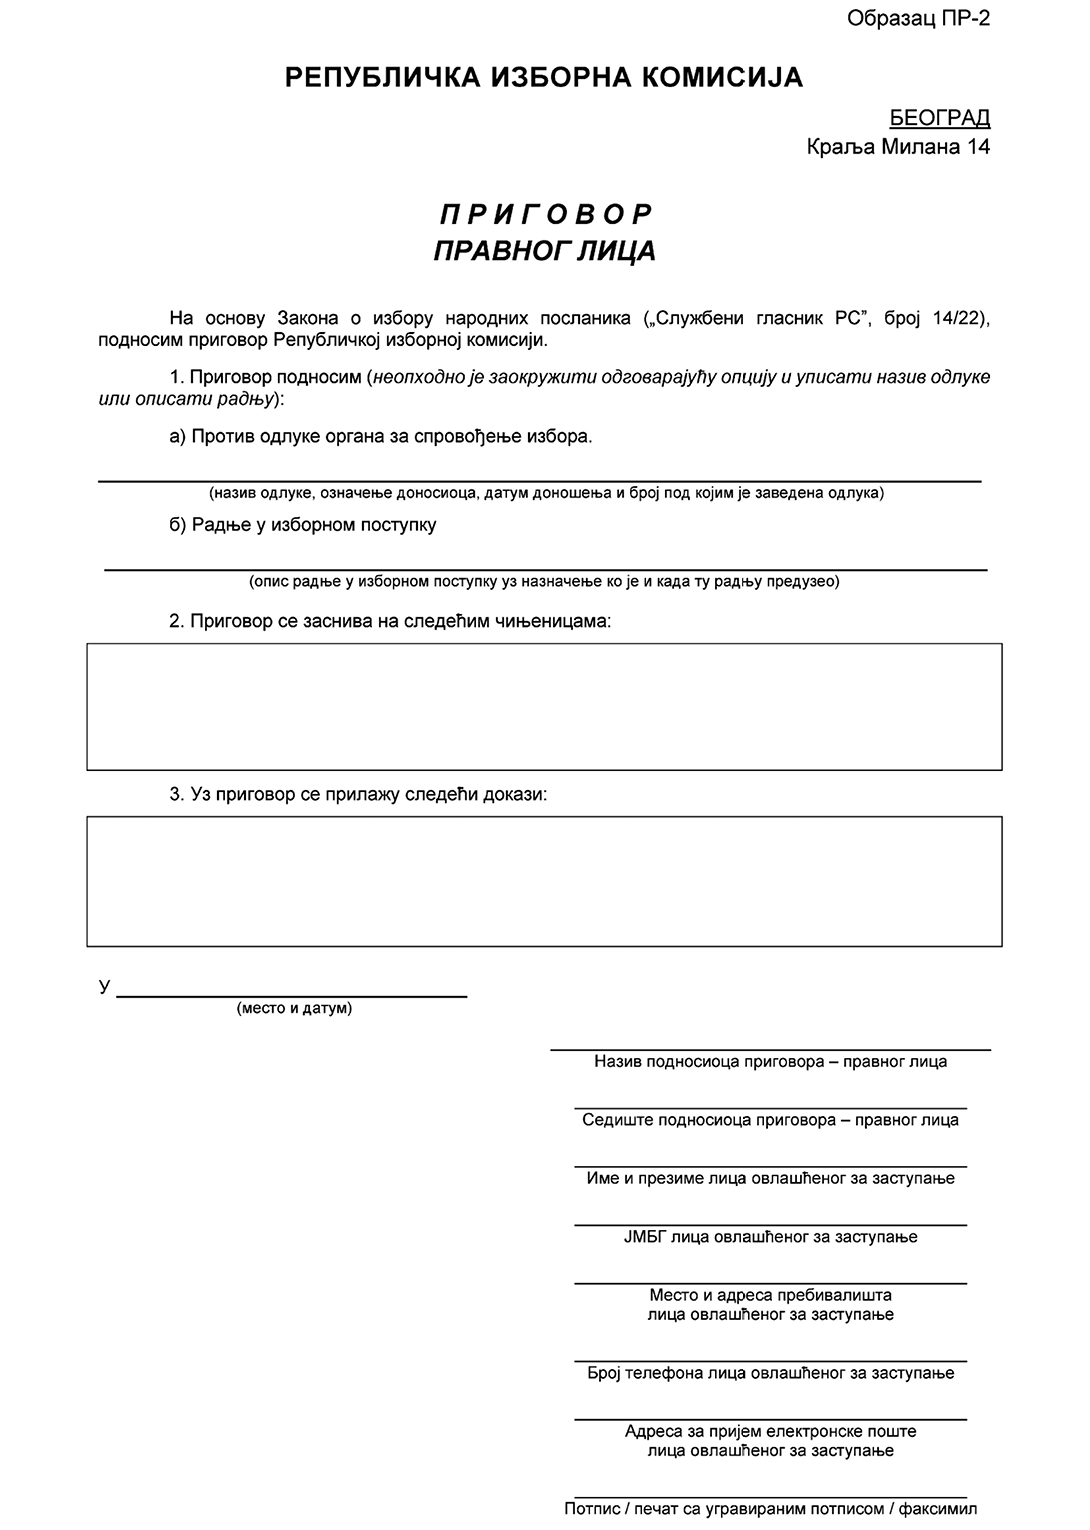 Образац ПР-2
РЕПУБЛИЧКА ИЗБОРНА КОМИСИЈА
БЕОГРАД
Краља Милана 14
П Р И Г О В О Р
ПРАВНОГ ЛИЦА
На основу Закона о избору народних посланика („Службени гласник РС”, број 14/22),
подносим приговор Републичкој изборној комисији.
1. Приговор подносим (неопходно је заокружити одговарајућу опцију и уписати назив одлуке
или описати радњу):
а) Против одлуке органа за спровођење избора.
(назив одлуке, означење доносиоца, датум доношења и број под којим је заведена одлука)
б) Радње у изборном поступку
(опис радње у изборном поступку уз назначење ко је и када ту радњу предузео)
2. Приговор се заснива на следећим чињеницама:
3. Уз приговор се прилажу следећи докази:
У
(место и датум)
Назив подносиоца приговора – правног лица
Седиште подносиоца приговора – правног лица
Име и презиме лица овлашћеног за заступање
ЈМБГ лица овлашћеног за заступање
Место и адреса пребивалишта
лица овлашћеног за заступање
Број телефона лица овлашћеног за заступање
Адреса за пријем електронске поште
лица овлашћеног за заступање
Потпис / печат са угравираним потписом / факсимил